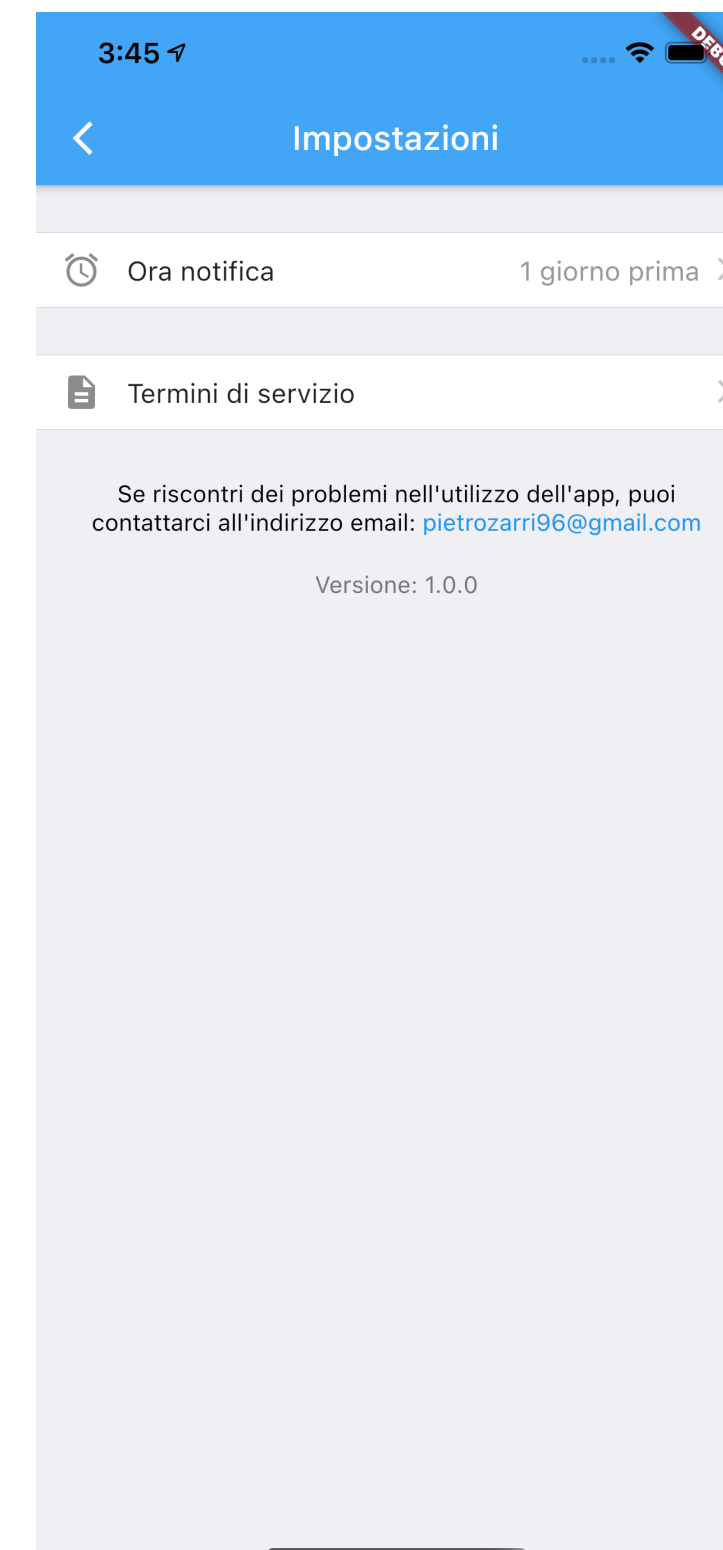 3:45
Impostazioni
Ora notifica 1 giorno prima
Termini di servizio
Se riscontri dei problemi nell'utilizzo dell'app, puoi
contattarci all'indirizzo email: pietrozarri96@gmail.com
Versione: 1.0.0